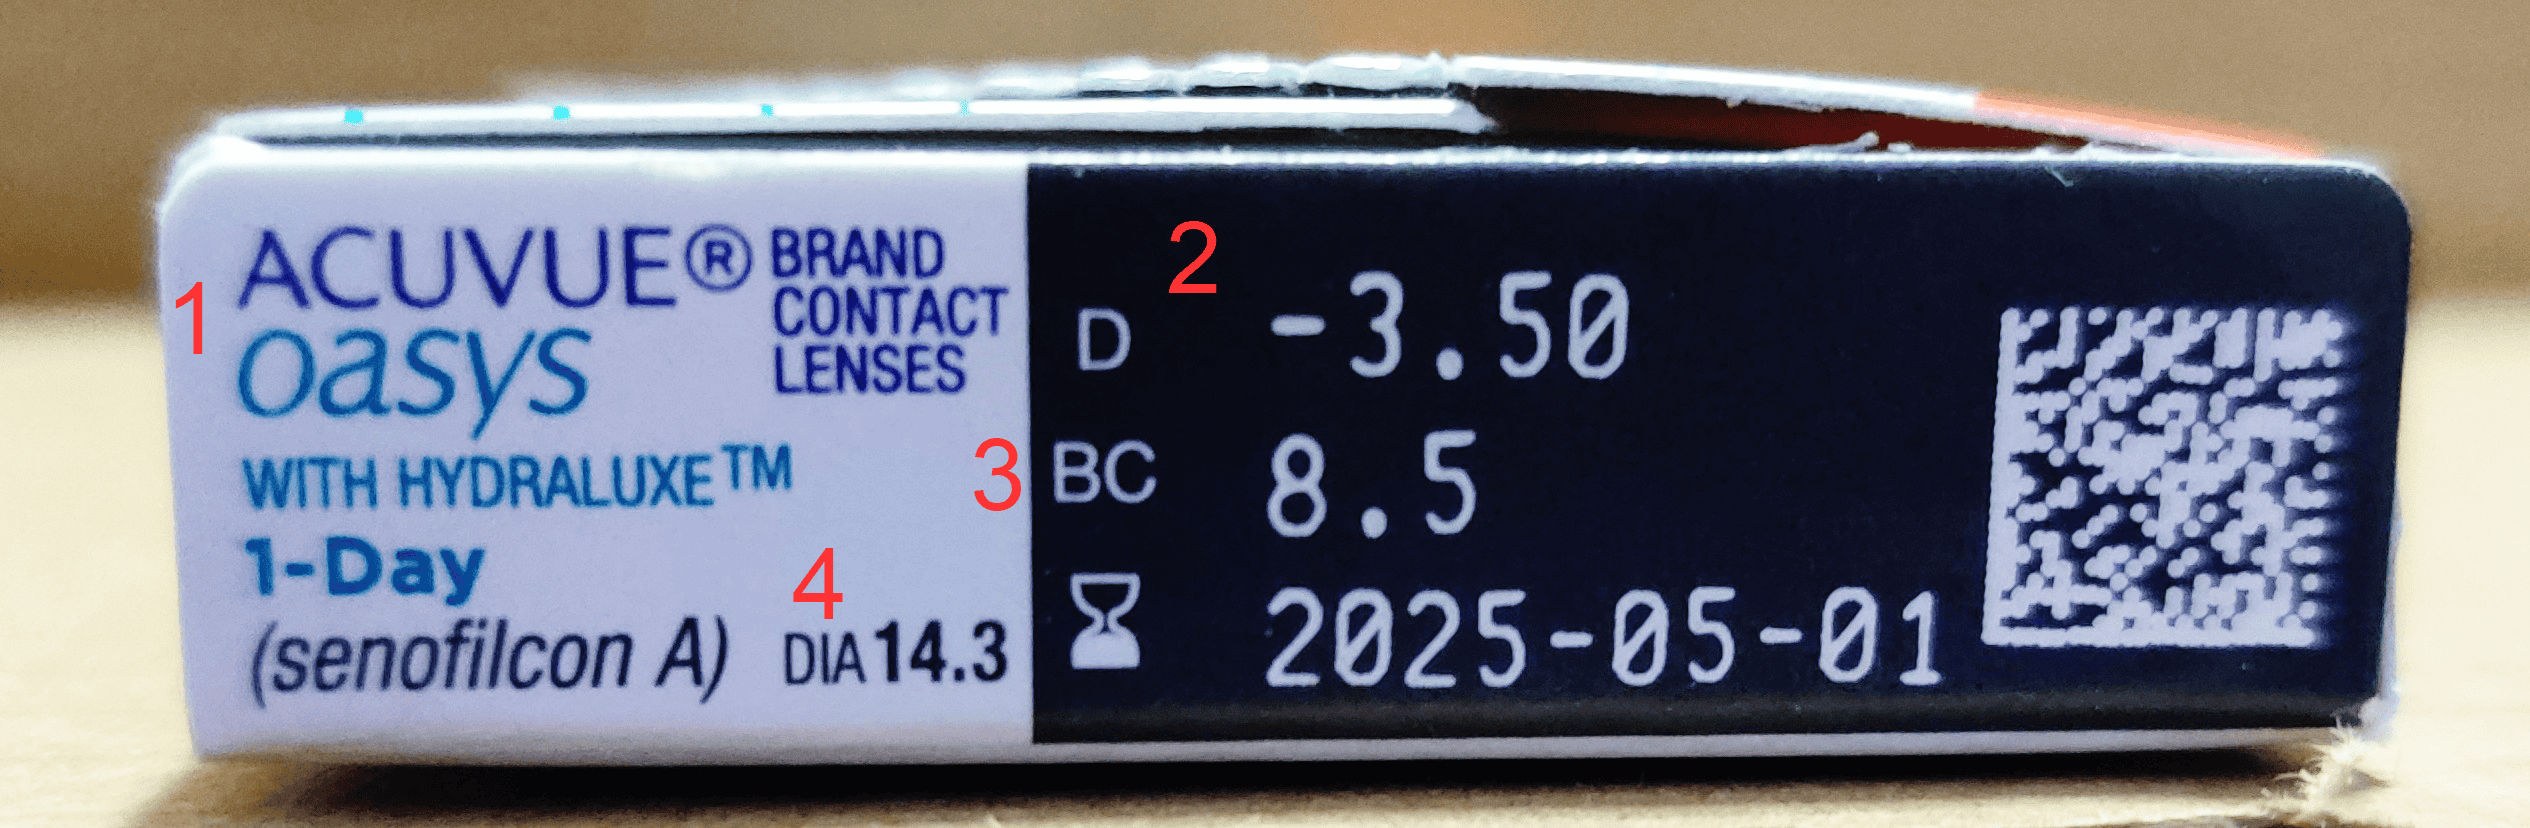 ACUVUE® BRAND
CONTACT
LENSES
1
oasys
WITH HYDRALUXE™
1-Day
4
(senofilcon A) DIA 14.3
2
D -3.50
3
BC 8.5
2025-05-01